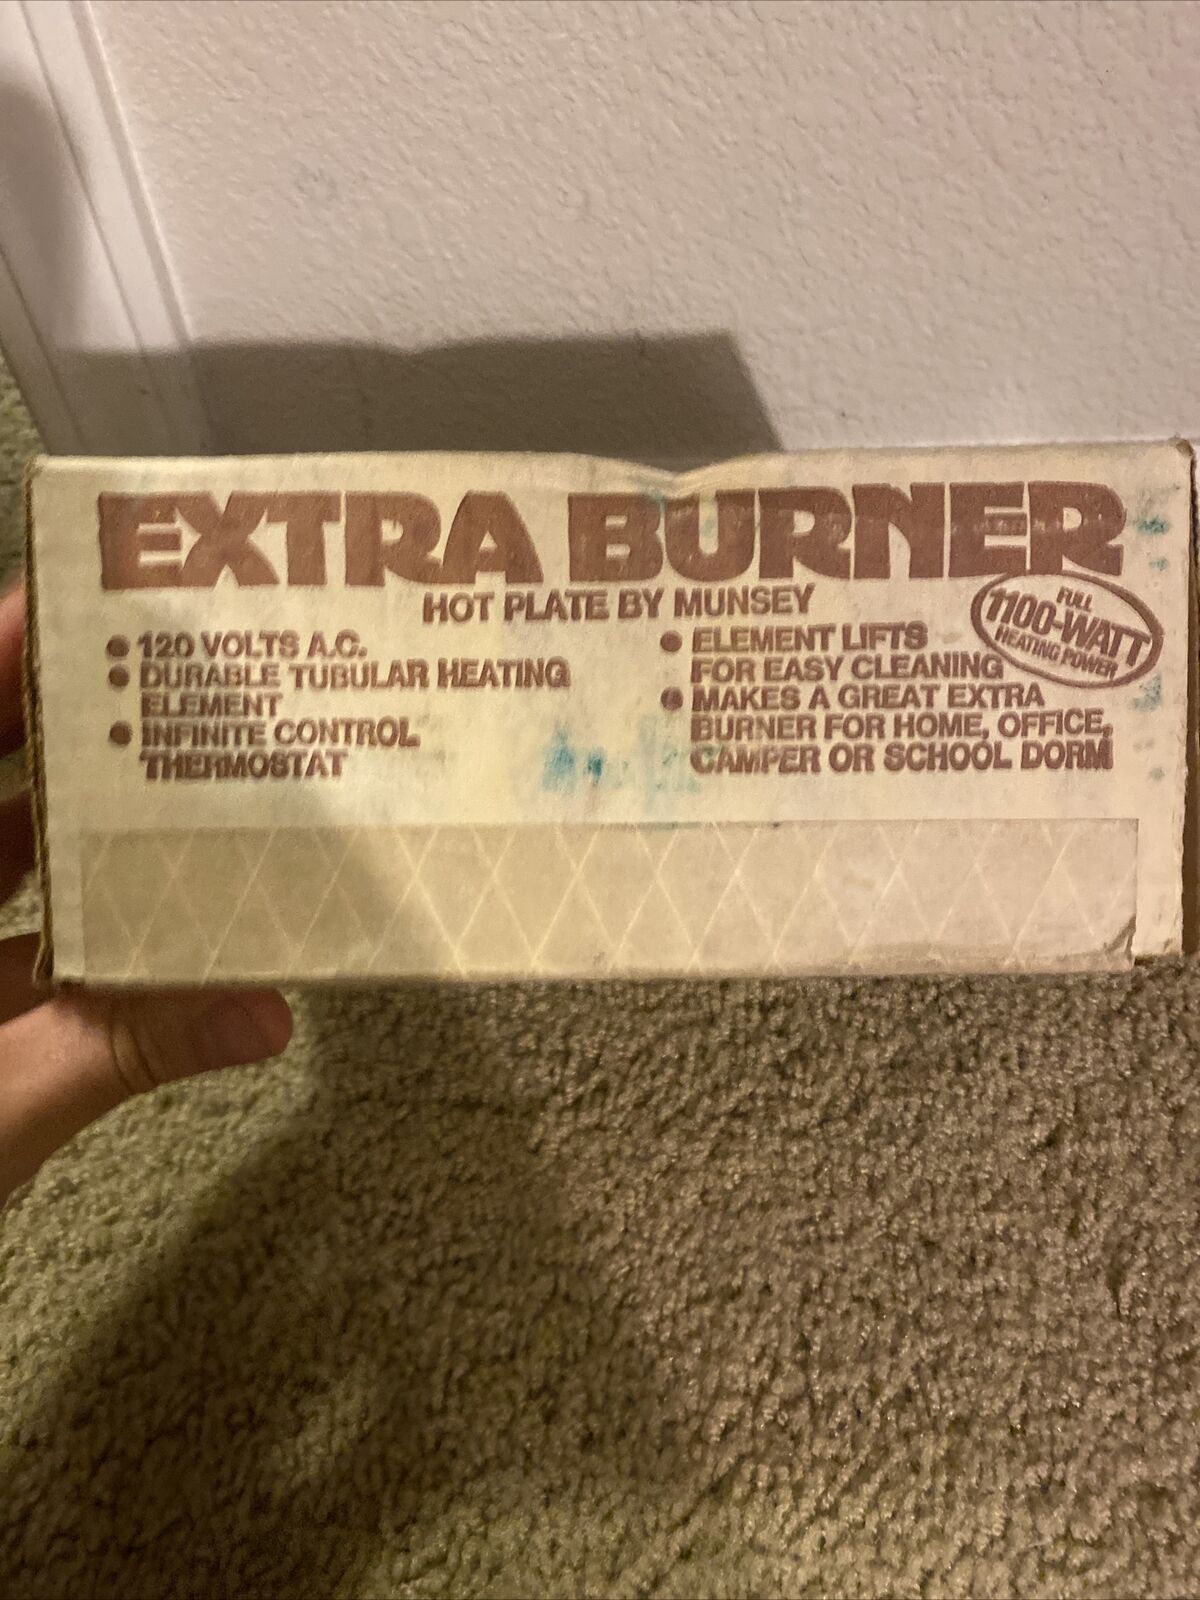 EXTRA BURNER
HOT PLATE BY MUNSEY
● 120 VOLTS A.C.
● DURABLE TUBULAR HEATING
ELEMENT
● INFINITE CONTROL
THERMOSTAT
● ELEMENT LIFTS
FOR EASY CLEANING
● MAKES A GREAT EXTRA
BURNER FOR HOME, OFFICE,
CAMPER OR SCHOOL DORM
FULL
1100-WATT
HEATING POWER